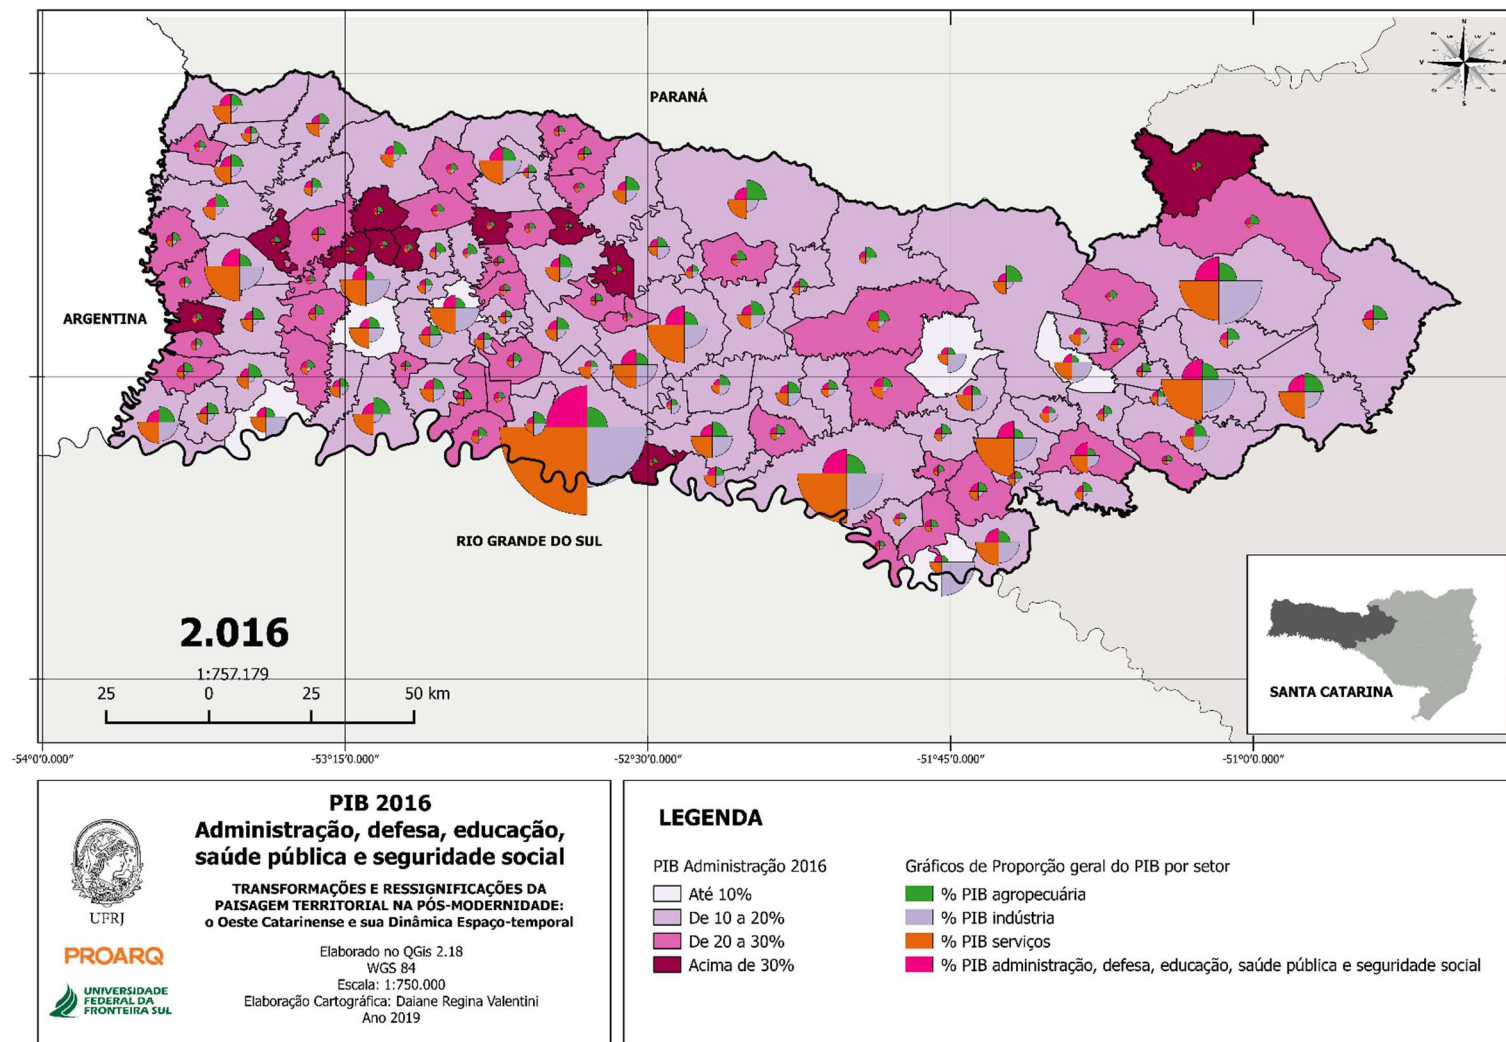 PARANÁ
ARGENTINA
RIO GRANDE DO SUL
N
S
SANTA CATARINA
2.016
1:757.179
25 0 25 50 km
-54°0'0.000" -53°15'0.000" -52°30'0.000" -51°45'0.000" -51°0'0.000"
UFRJ
PROARQ
UNIVERSIDADE
FEDERAL DA
FRONTEIRA SUL
PIB 2016
Administração, defesa, educação,
saúde pública e seguridade social
TRANSFORMAÇÕES E RESSIGNIFICAÇÕES DA
PAISAGEM TERRITORIAL NA PÓS-MODERNIDADE:
o Oeste Catarinense e sua Dinâmica Espaço-temporal
Elaborado no QGis 2.18
WGS 84
Escala: 1:750.000
Elaboração Cartográfica: Daiane Regina Valentini
Ano 2019
LEGENDA
PIB Administração 2016
Até 10%
De 10 a 20%
De 20 a 30%
Acima de 30%
Gráficos de Proporção geral do PIB por setor
% PIB agropecuária
% PIB indústria
% PIB serviços
% PIB administração, defesa, educação, saúde pública e seguridade social